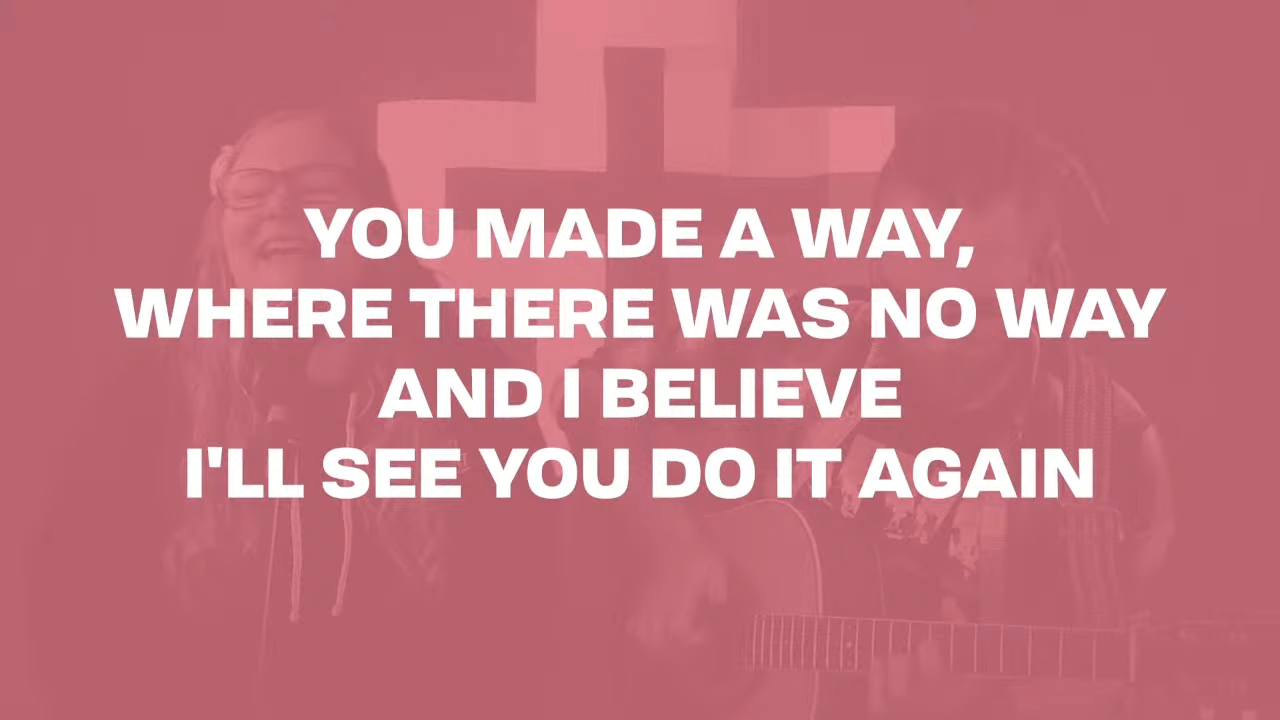 YOU MADE A WAY,
WHERE THERE WAS NO WAY
AND I BELIEVE
I'LL SEE YOU DO IT AGAIN